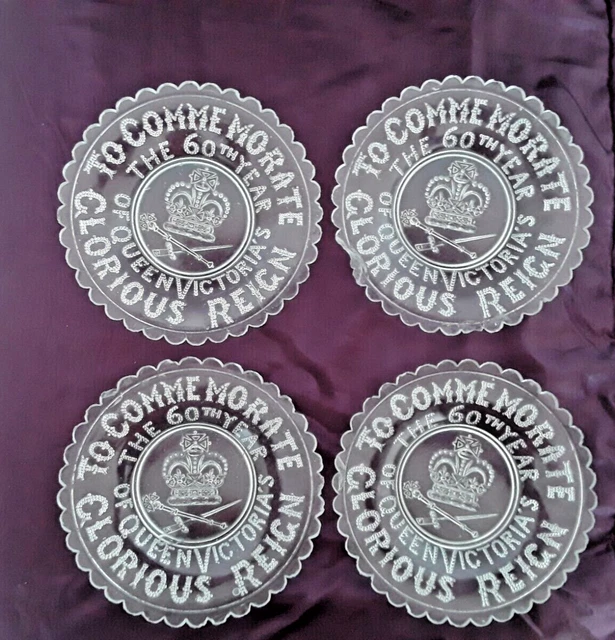 TO COMMEMORATE
THE 60TH YEAR
OF QUEEN VICTORIA'S
GLORIOUS REIGN
TO COMMEMORATE
THE 60TH YEAR
OF QUEEN VICTORIA'S
GLORIOUS REIGN
TO COMMEMORATE
THE 60TH YEAR
OF QUEEN VICTORIA'S
GLORIOUS REIGN
TO COMMEMORATE
THE 60TH YEAR
OF QUEEN VICTORIA'S
GLORIOUS REIGN